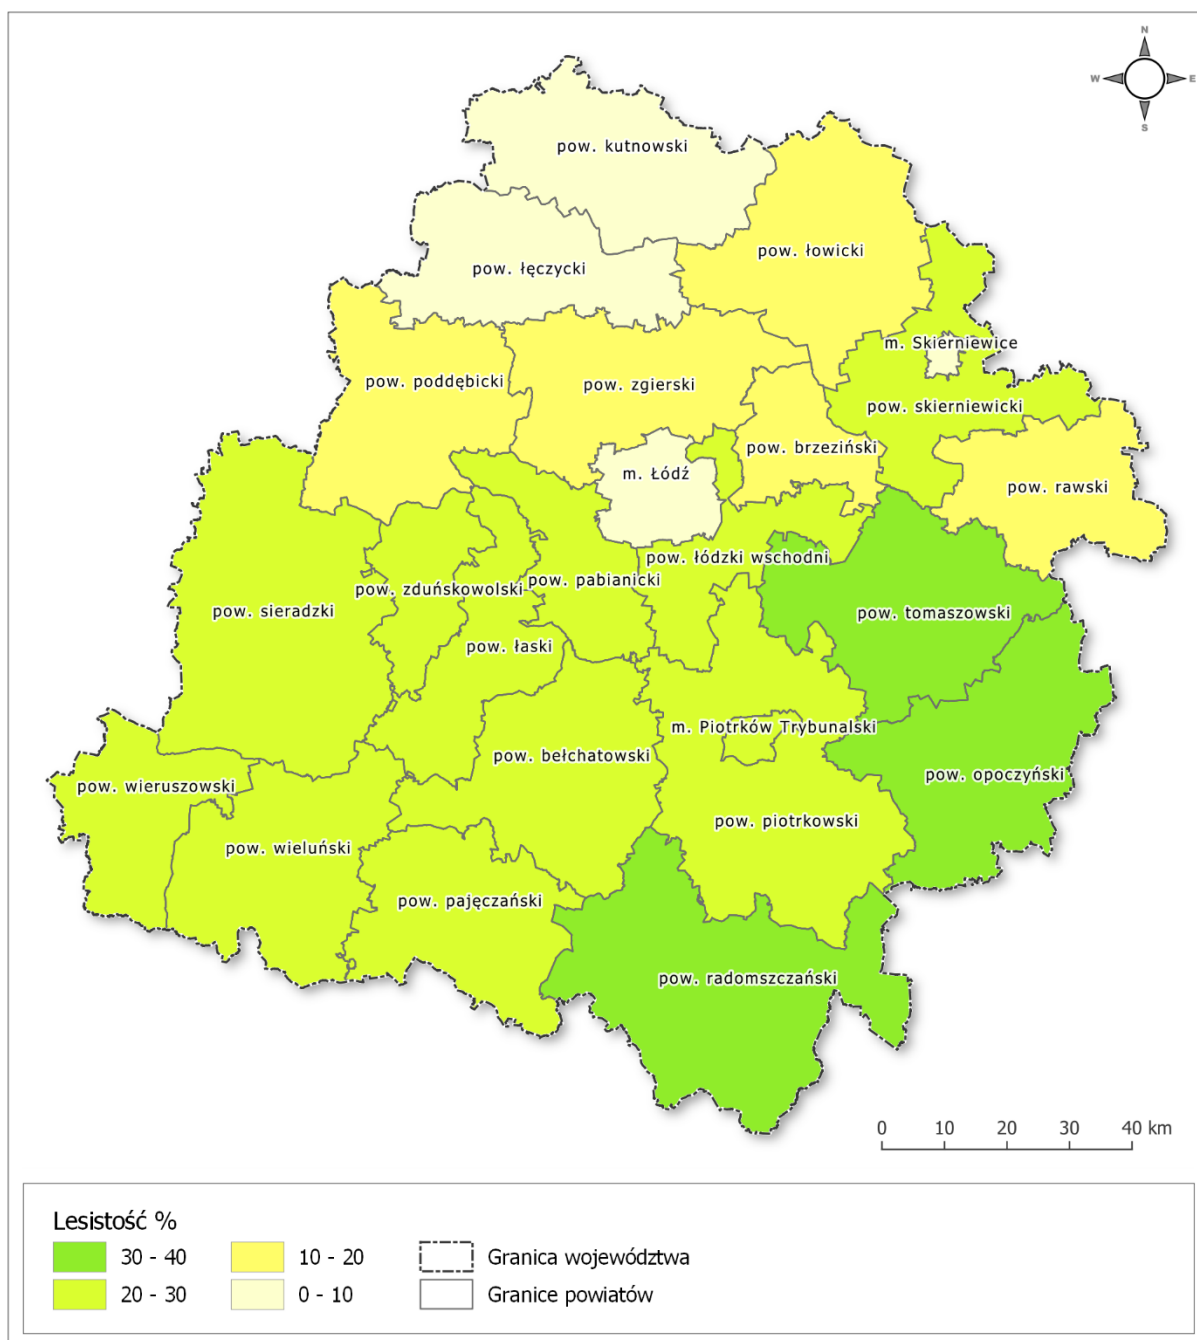 N
W E
S
pow. kutnowski
pow. łowicki
pow. łęczycki
m. Skierniewice
pow. poddębicki
pow. zgierski
pow. skierniewicki
pow. brzeziński
m. Łódź
pow. rawski
pow. łódzki wschodni
pow. pabianicki
pow. zduńskowolski
pow. sieradzki
pow. tomaszowski
pow. łaski
m. Piotrków Trybunalski
pow. bełchatowski
pow. opoczyński
pow. wieruszowski
pow. piotrkowski
pow. wieluński
pow. pajęczański
pow. radomszczański
0 10 20 30 40 km
Lesistość %
30 - 40 10 - 20 Granica województwa
20 - 30 0 - 10 Granice powiatów